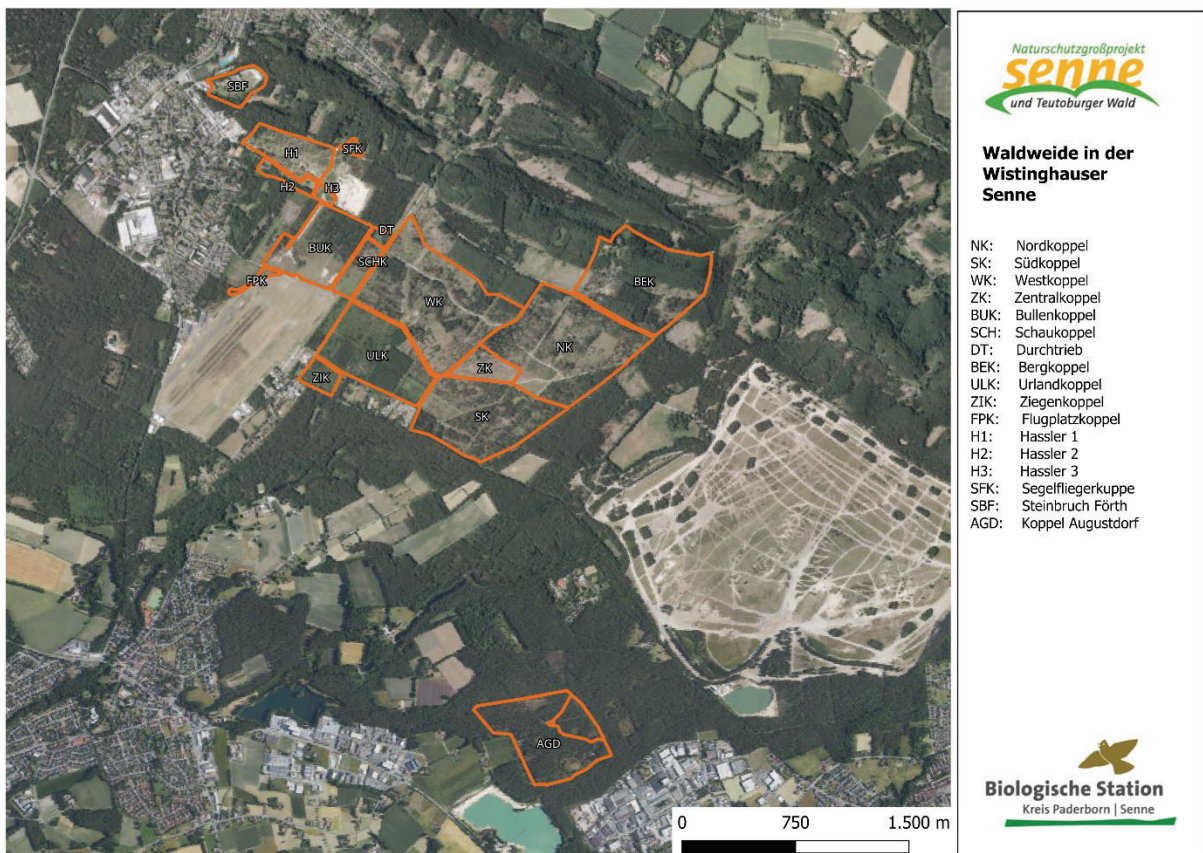 SBF
H1
SFK
H2
H3
DT
BUK
SCHK
FPK
BEK
WK
NK
ULK
ZK
ZIK
SK
AGD
0 750 1.500 m
Naturschutzgroßprojekt
senne
und Teutoburger Wald
Waldweide in der
Wistinghauser
Senne
NK: Nordkoppel
SK: Südkoppel
WK: Westkoppel
ZK: Zentralkoppel
BUK: Bullenkoppel
SCH: Schaukoppel
DT: Durchtrieb
BEK: Bergkoppel
ULK: Urlandkoppel
ZIK: Ziegenkoppel
FPK: Flugplatzkoppel
H1: Hassler 1
H2: Hassler 2
H3: Hassler 3
SFK: Segelfliegerkuppe
SBF: Steinbruch Förth
AGD: Koppel Augustdorf
Biologische Station
Kreis Paderborn | Senne